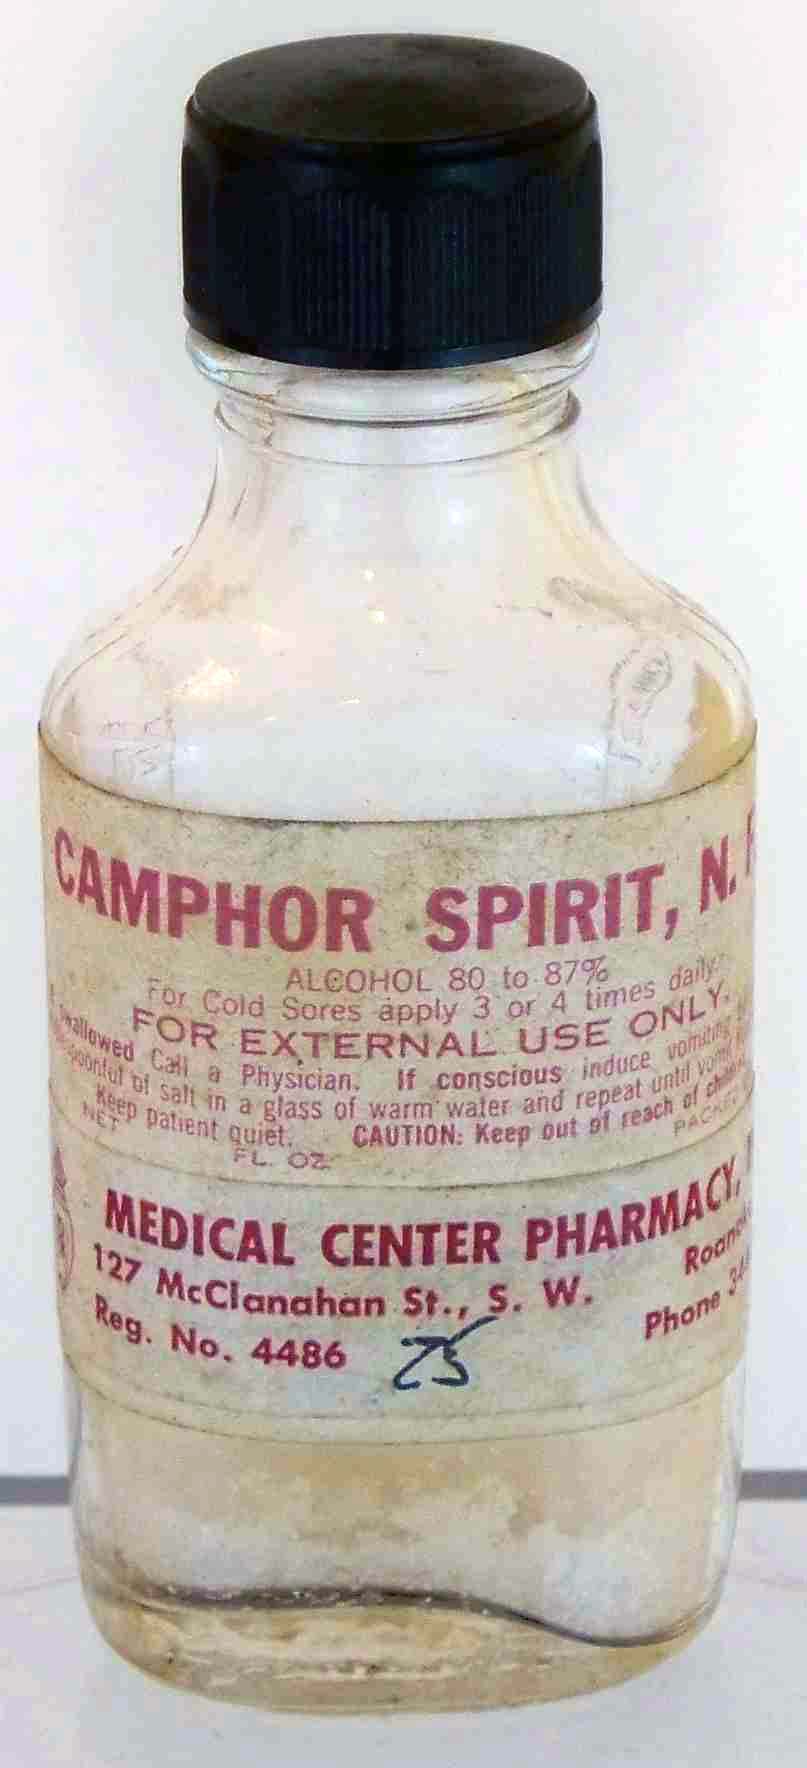 CAMPHOR SPIRIT, N.
ALCOHOL 80 to 87%
For Cold Sores apply 3 or 4 times daily.
FOR EXTERNAL USE ONLY.
swallowed Call a Physician. If conscious induce vomiting
spoonful of salt in a glass of warm water and repeat until
Keep patient quiet. CAUTION: Keep out of reach of
NET FL. OZ.
MEDICAL CENTER PHARMACY,
127 McClanahan St., S. W.
Reg. No. 4486 Phone
75